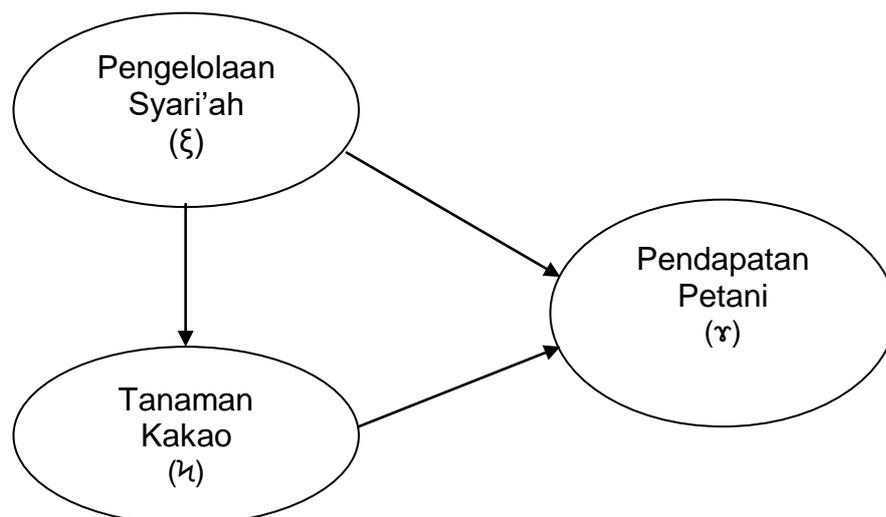 Pengelolaan
Syari’ah
(ξ)
Pendapatan
Petani
(ɤ)
Tanaman
Kakao
(Ϟ)